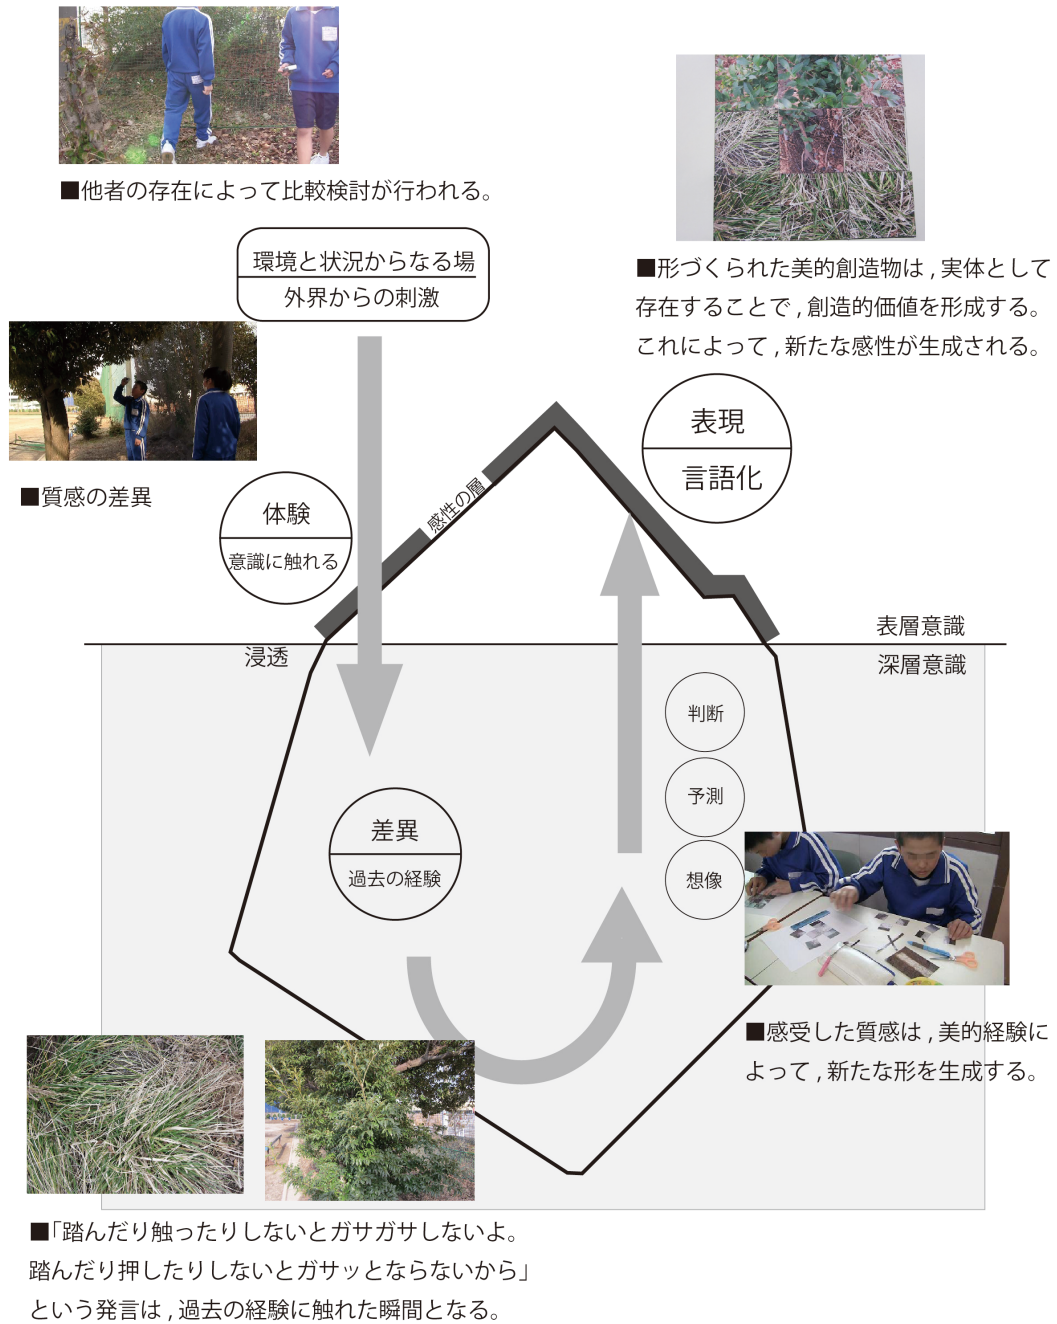 ■他者の存在によって比較検討が行われる。
環境と状況からなる場
外界からの刺激
■形づくられた美的創造物は,実体として
存在することで,創造的価値を形成する。
これによって,新たな感性が生成される。
■質感の差異
体験
意識に触れる
感性の層
表現
言語化
表層意識
浸透
深層意識
判断
予測
想像
差異
過去の経験
■感受した質感は,美的経験に
よって,新たな形を生成する。
■「踏んだり触ったりしないとガサガサしないよ。
踏んだり押したりしないとガサッとならないから」
という発言は,過去の経験に触れた瞬間となる。